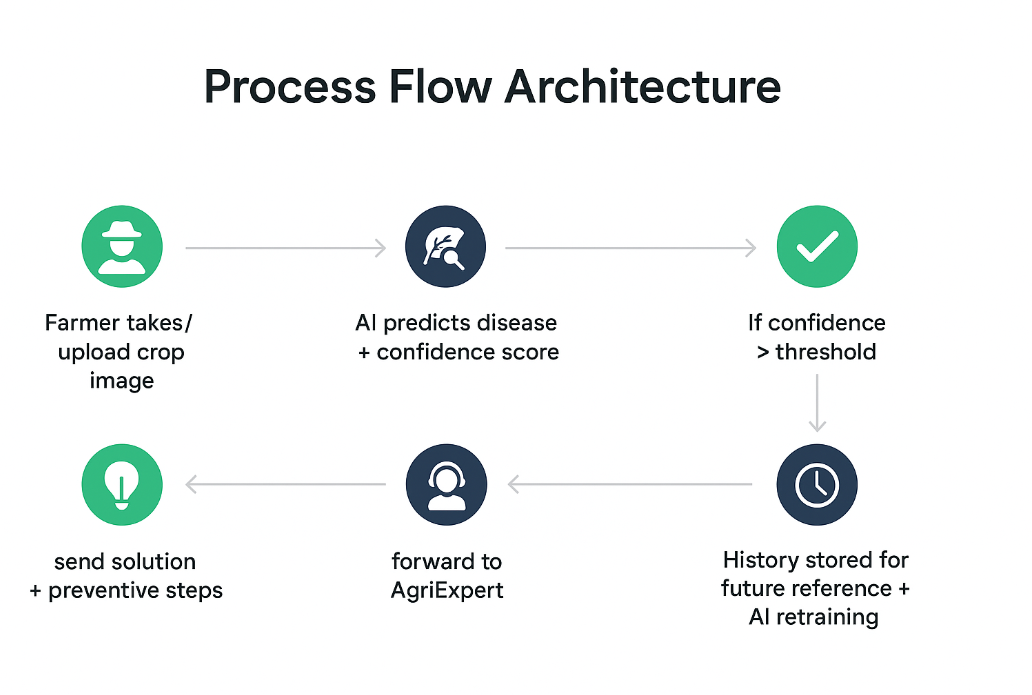 Process Flow Architecture
Farmer takes/
upload crop
image
AI predicts disease
+ confidence score
If confidence
> threshold
send solution
+ preventive steps
forward to
AgriExpert
History stored for
future reference +
AI retraining